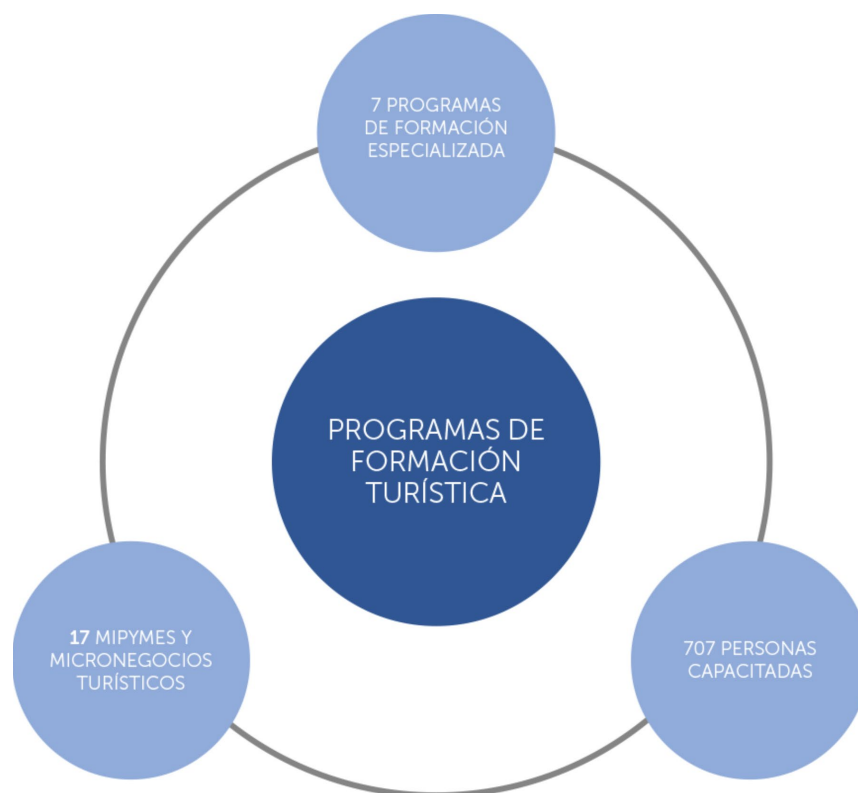 7 PROGRAMAS
DE FORMACIÓN
ESPECIALIZADA
PROGRAMAS DE
FORMACIÓN
TURÍSTICA
17 MIPYMES Y
MICRONEGOCIOS
TURÍSTICOS
707 PERSONAS
CAPACITADAS